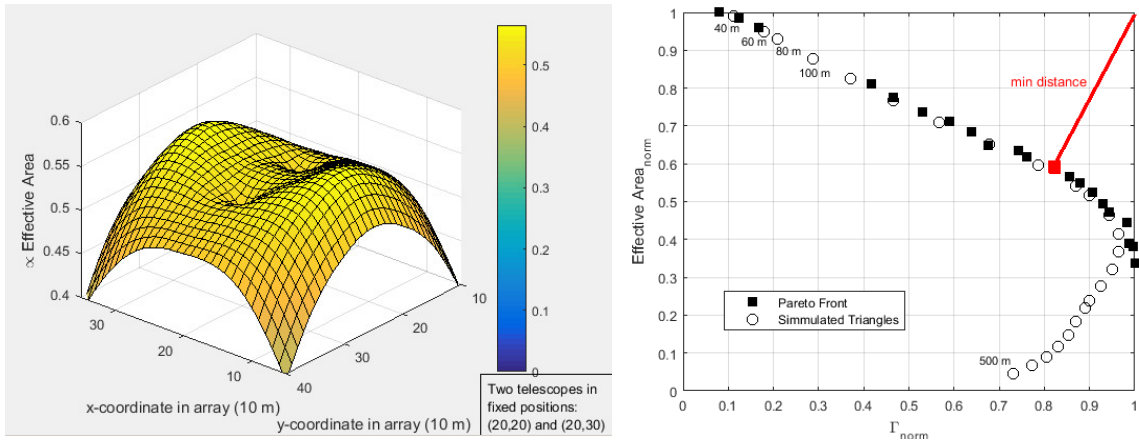 0.6
0.55
0.5
0.45
0.4
∝ Effective Area
30
20
10
x-coordinate in array (10 m)
40
30
20
10
y-coordinate in array (10 m)
0.5
0.4
0.3
0.2
0.1
0
Two telescopes in
fixed positions:
(20,20) and (20,30)
1
0.9
0.8
0.7
0.6
0.5
0.4
0.3
0.2
0.1
0
Effective Area_norm
40 m
60 m
80 m
100 m
min distance
Pareto Front
Simmulated Triangles
500 m
0 0.1 0.2 0.3 0.4 0.5 0.6 0.7 0.8 0.9 1
Γ_norm